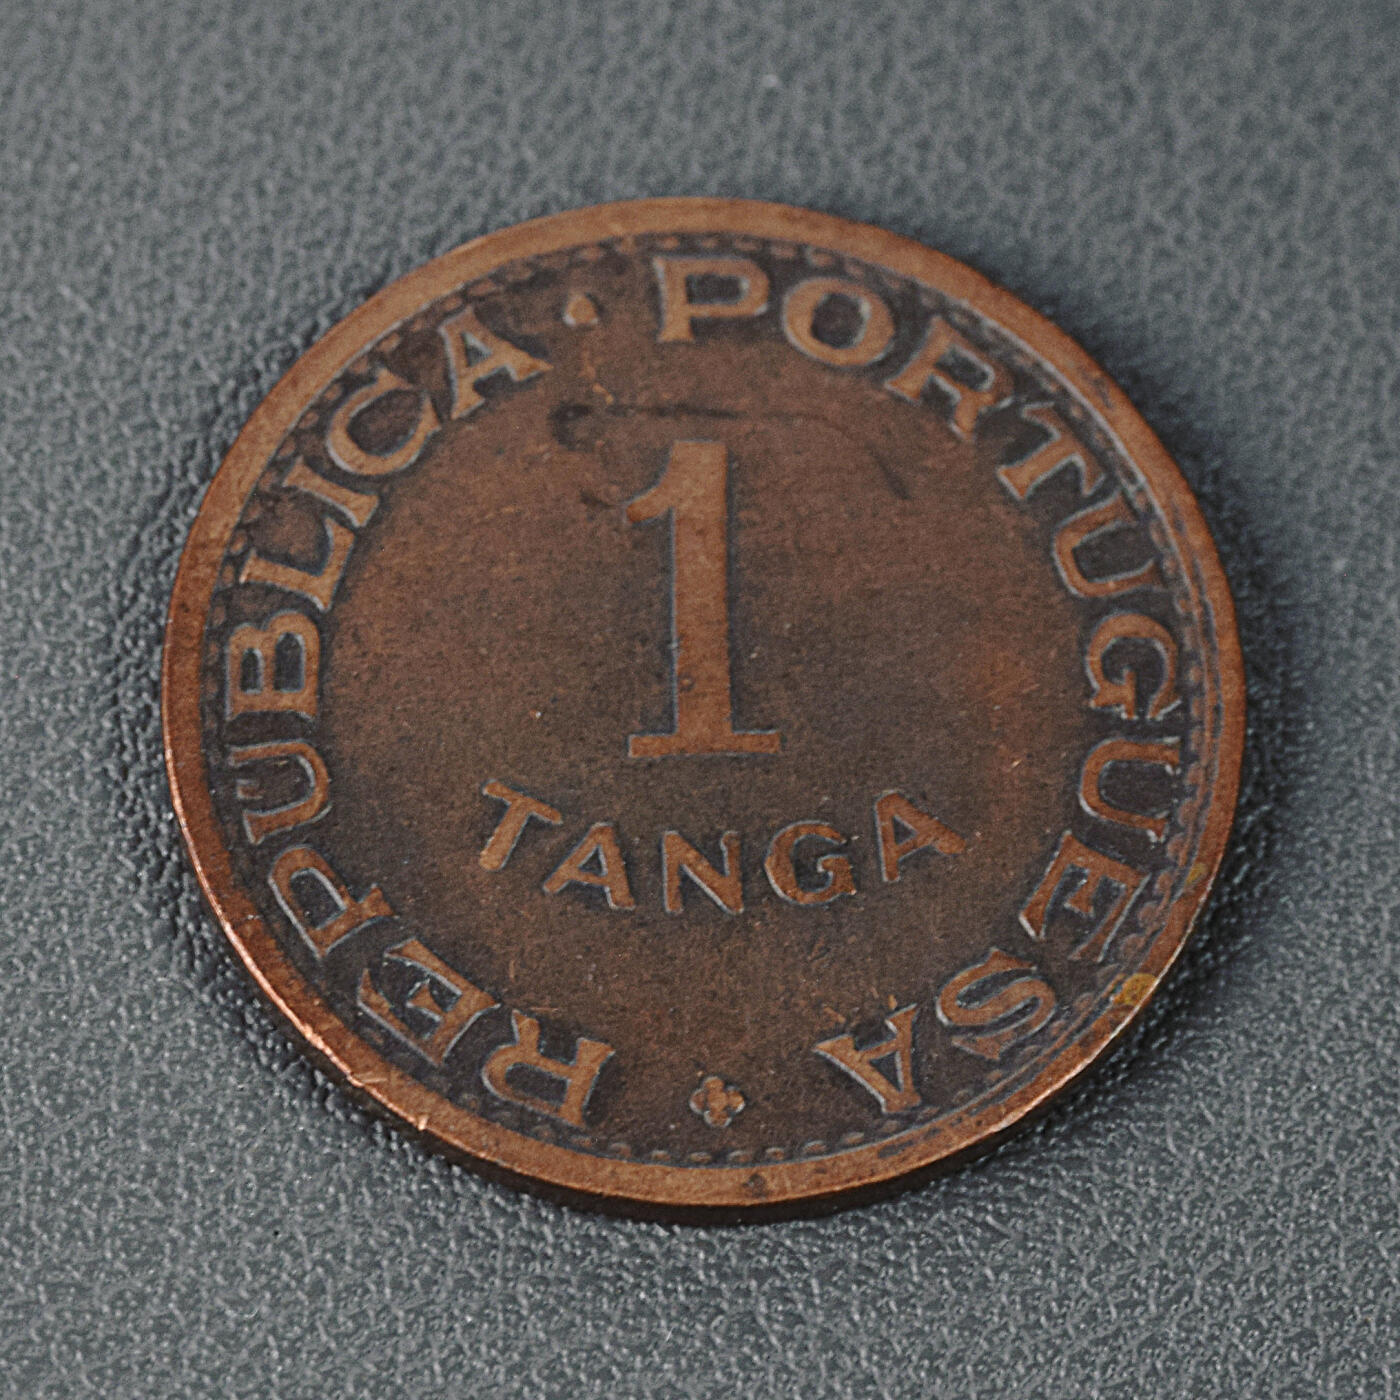 REPUBLICA · PORTUGUESA
1
TANGA